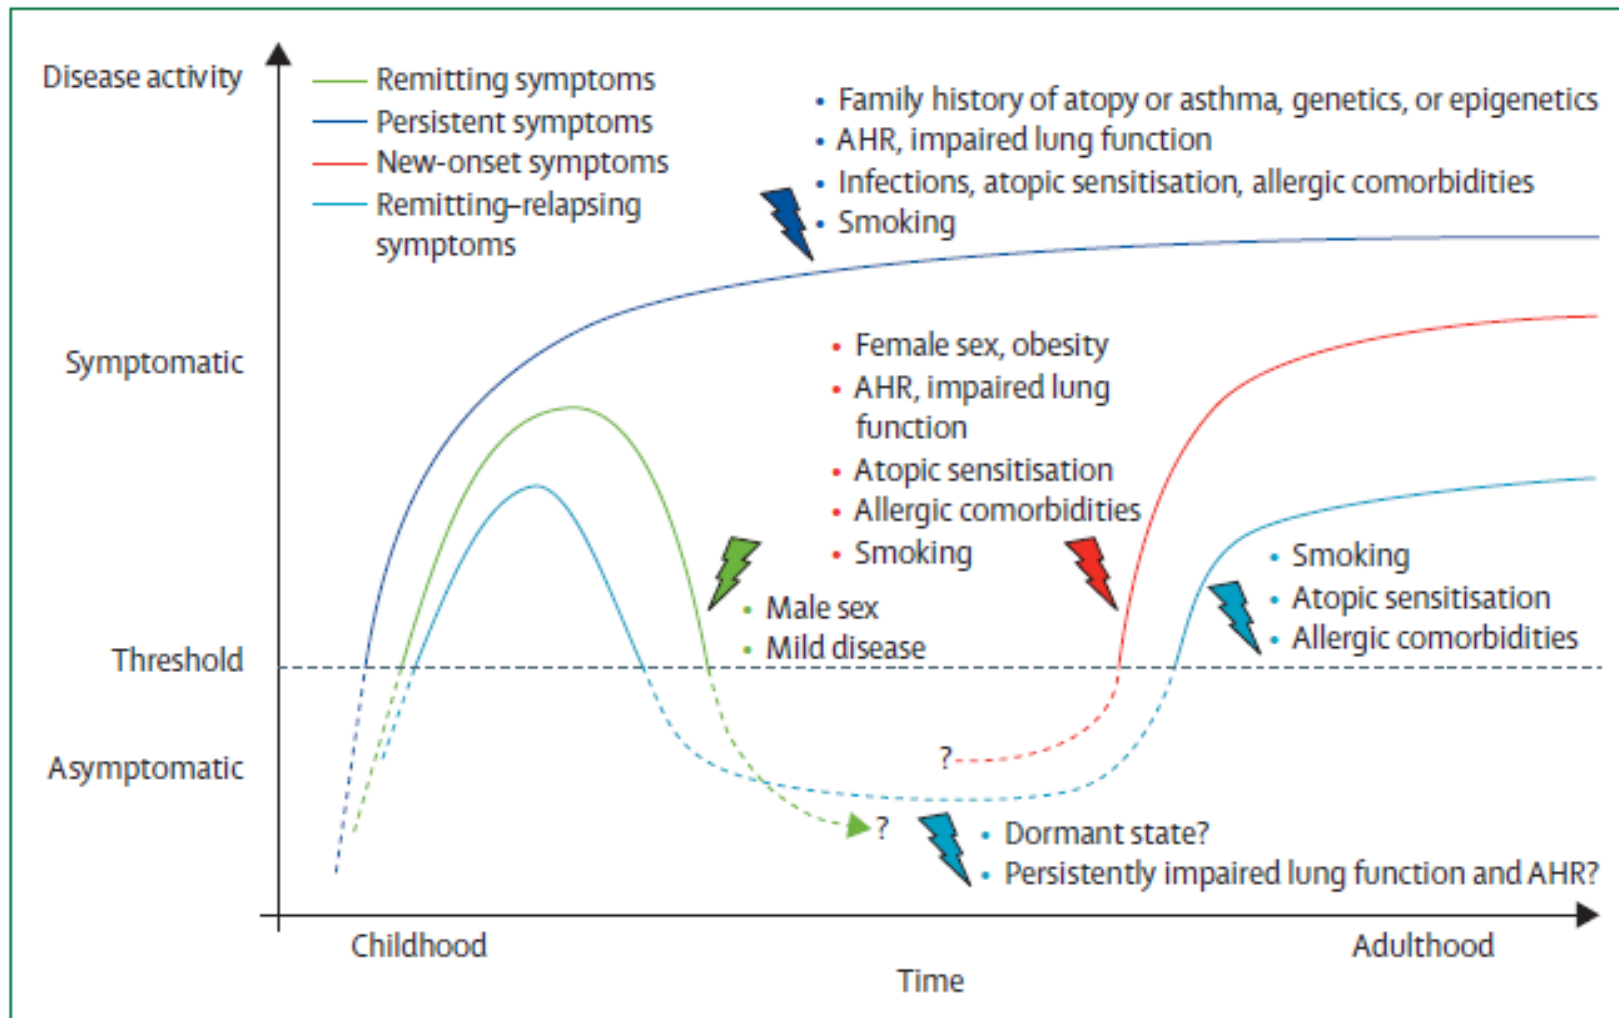 Disease activity
Remitting symptoms
Persistent symptoms
New-onset symptoms
Remitting–relapsing
symptoms
• Family history of atopy or asthma, genetics, or epigenetics
• AHR, impaired lung function
• Infections, atopic sensitisation, allergic comorbidities
• Smoking
Symptomatic
• Female sex, obesity
• AHR, impaired lung
function
• Atopic sensitisation
• Allergic comorbidities
• Smoking
• Male sex
• Mild disease
• Smoking
• Atopic sensitisation
• Allergic comorbidities
Threshold
Asymptomatic
?
?
• Dormant state?
• Persistently impaired lung function and AHR?
Childhood
Adulthood
Time